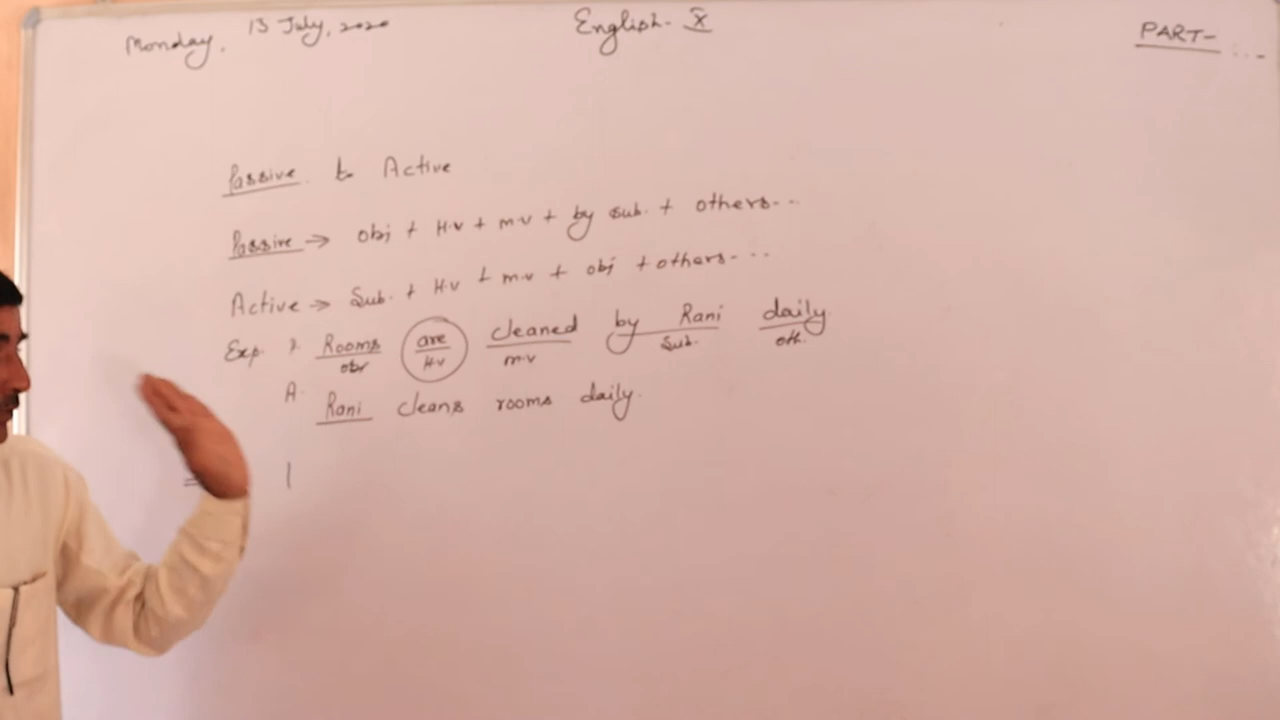 Monday, 13 July, 2020 English- X PART- ...
Passive to Active
Passive → obj + H.v + m.v + by sub. + others...
Active → Sub. + H.v + m.v + obj + others-...
Exp. Rooms are cleaned by Rani daily.
obj H.v m.v Sub. oth.
A. Rani cleans rooms daily.